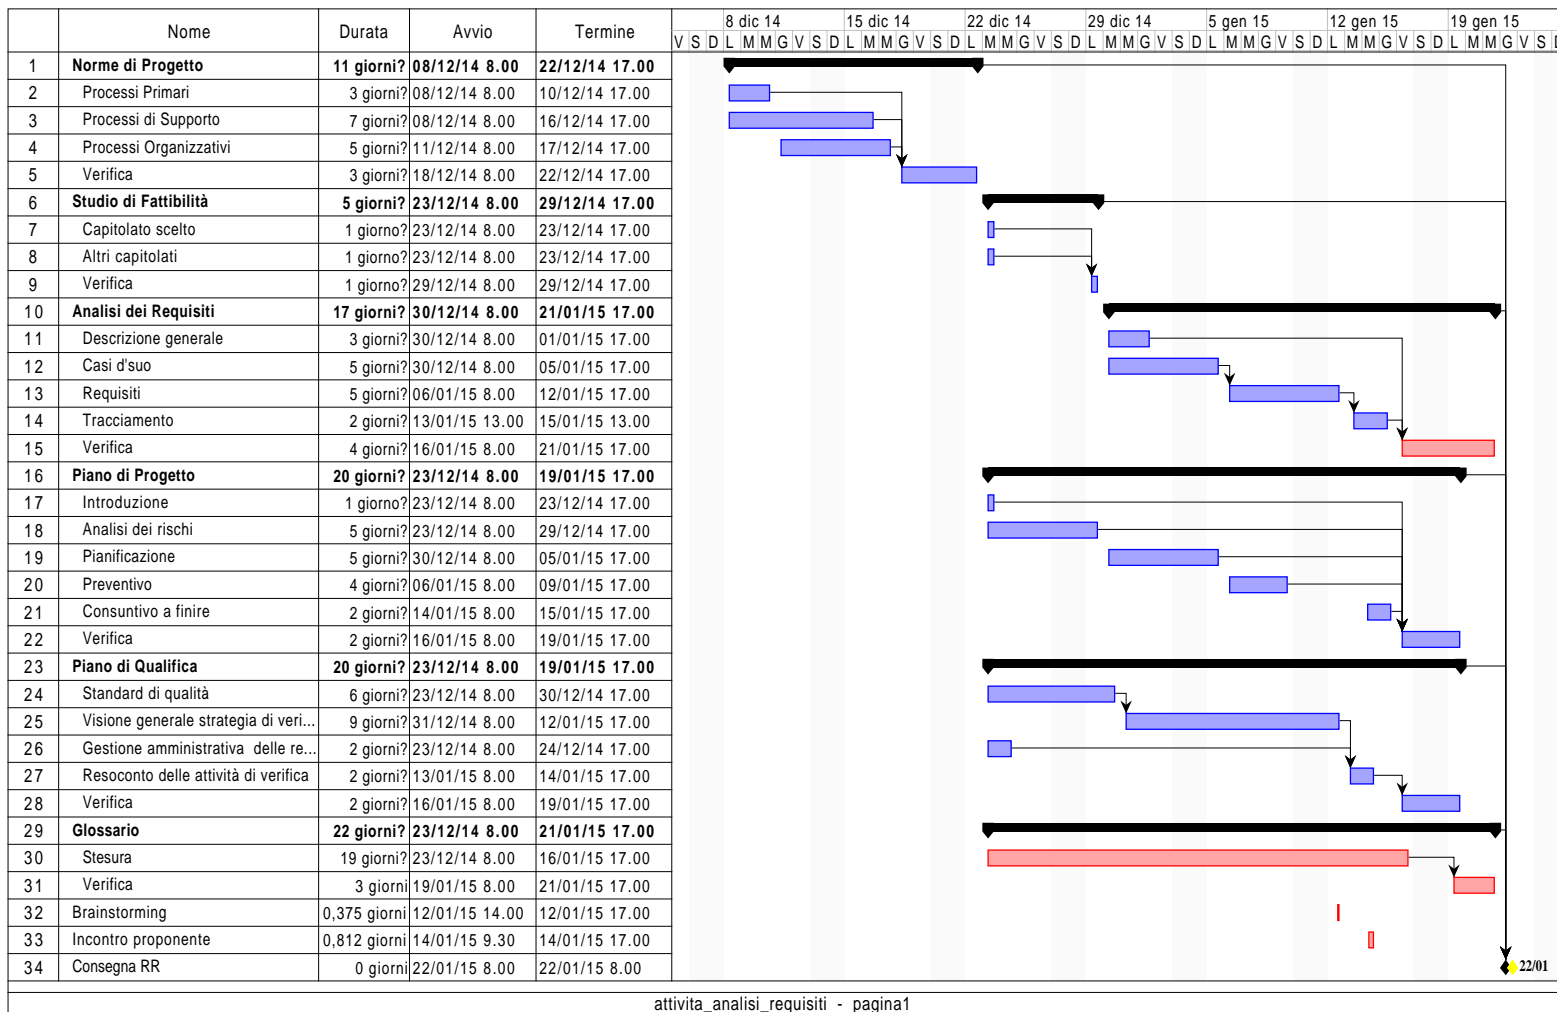 Nome Durata Avvio Termine
8 dic 14 15 dic 14 22 dic 14 29 dic 14 5 gen 15 12 gen 15 19 gen 15
V S D L M M G V S D L M M G V S D L M M G V S D L M M G V S D L M M G V S D L M M G V S D L M M G V S D
1 Norme di Progetto 11 giorni? 08/12/14 8.00 22/12/14 17.00
2 Processi Primari 3 giorni? 08/12/14 8.00 10/12/14 17.00
3 Processi di Supporto 7 giorni? 08/12/14 8.00 16/12/14 17.00
4 Processi Organizzativi 5 giorni? 11/12/14 8.00 17/12/14 17.00
5 Verifica 3 giorni? 18/12/14 8.00 22/12/14 17.00
6 Studio di Fattibilità 5 giorni? 23/12/14 8.00 29/12/14 17.00
7 Capitolato scelto 1 giorno? 23/12/14 8.00 23/12/14 17.00
8 Altri capitolati 1 giorno? 23/12/14 8.00 23/12/14 17.00
9 Verifica 1 giorno? 29/12/14 8.00 29/12/14 17.00
10 Analisi dei Requisiti 17 giorni? 30/12/14 8.00 21/01/15 17.00
11 Descrizione generale 3 giorni? 30/12/14 8.00 01/01/15 17.00
12 Casi d'suo 5 giorni? 30/12/14 8.00 05/01/15 17.00
13 Requisiti 5 giorni? 06/01/15 8.00 12/01/15 17.00
14 Tracciamento 2 giorni? 13/01/15 13.00 15/01/15 13.00
15 Verifica 4 giorni? 16/01/15 8.00 21/01/15 17.00
16 Piano di Progetto 20 giorni? 23/12/14 8.00 19/01/15 17.00
17 Introduzione 1 giorno? 23/12/14 8.00 23/12/14 17.00
18 Analisi dei rischi 5 giorni? 23/12/14 8.00 29/12/14 17.00
19 Pianificazione 5 giorni? 30/12/14 8.00 05/01/15 17.00
20 Preventivo 4 giorni? 06/01/15 8.00 09/01/15 17.00
21 Consuntivo a finire 2 giorni? 14/01/15 8.00 15/01/15 17.00
22 Verifica 2 giorni? 16/01/15 8.00 19/01/15 17.00
23 Piano di Qualifica 20 giorni? 23/12/14 8.00 19/01/15 17.00
24 Standard di qualità 6 giorni? 23/12/14 8.00 30/12/14 17.00
25 Visione generale strategia di veri... 9 giorni? 31/12/14 8.00 12/01/15 17.00
26 Gestione amministrativa delle re... 2 giorni? 23/12/14 8.00 24/12/14 17.00
27 Resoconto delle attività di verifica 2 giorni? 13/01/15 8.00 14/01/15 17.00
28 Verifica 2 giorni? 16/01/15 8.00 19/01/15 17.00
29 Glossario 22 giorni? 23/12/14 8.00 21/01/15 17.00
30 Stesura 19 giorni? 23/12/14 8.00 16/01/15 17.00
31 Verifica 3 giorni 19/01/15 8.00 21/01/15 17.00
32 Brainstorming 0,375 giorni 12/01/15 14.00 12/01/15 17.00
33 Incontro proponente 0,812 giorni 14/01/15 9.30 14/01/15 17.00
34 Consegna RR 0 giorni 22/01/15 8.00 22/01/15 8.00 22/01
attivita_analisi_requisiti - pagina1